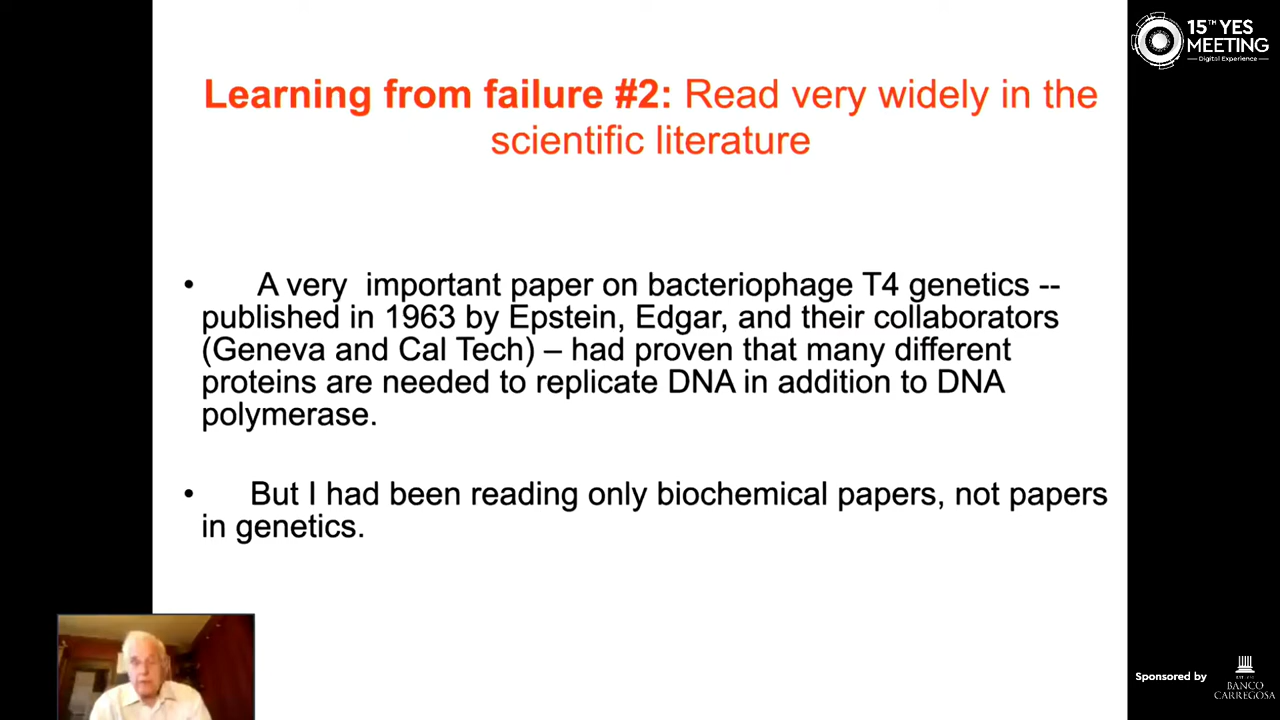 Learning from failure #2: Read very widely in the
scientific literature
• A very important paper on bacteriophage T4 genetics --
published in 1963 by Epstein, Edgar, and their collaborators
(Geneva and Cal Tech) – had proven that many different
proteins are needed to replicate DNA in addition to DNA
polymerase.
• But I had been reading only biochemical papers, not papers
in genetics.
15TH YES
MEETING
Digital Experience
Sponsored by
BANCO
CARREGOSA